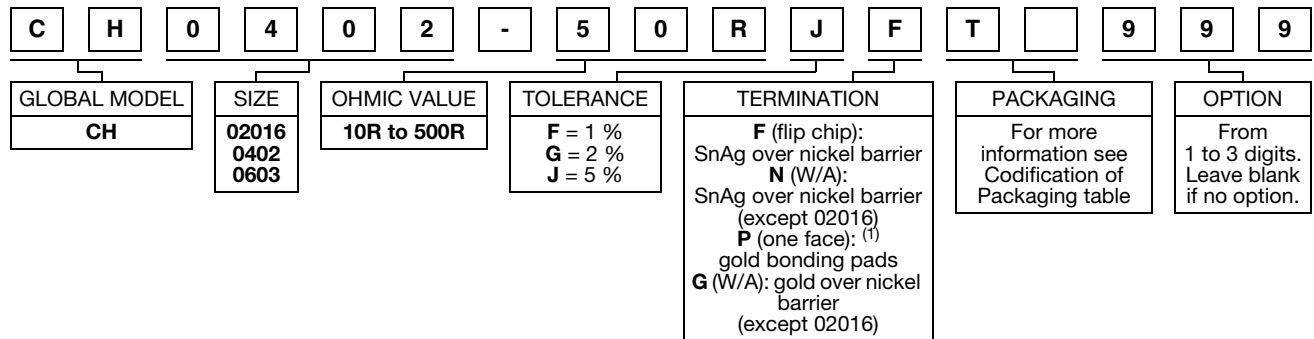 C H 0 4 0 2 - 5 0 R J F T 9 9 9
GLOBAL MODEL
CH
SIZE
02016
0402
0603
OHMIC VALUE
10R to 500R
TOLERANCE
F = 1 %
G = 2 %
J = 5 %
TERMINATION
F (flip chip):
SnAg over nickel barrier
N (W/A):
SnAg over nickel barrier
(except 02016)
P (one face): (1)
gold bonding pads
G (W/A): gold over nickel
barrier
(except 02016)
PACKAGING
For more
information see
Codification of
Packaging table
OPTION
From
1 to 3 digits.
Leave blank
if no option.